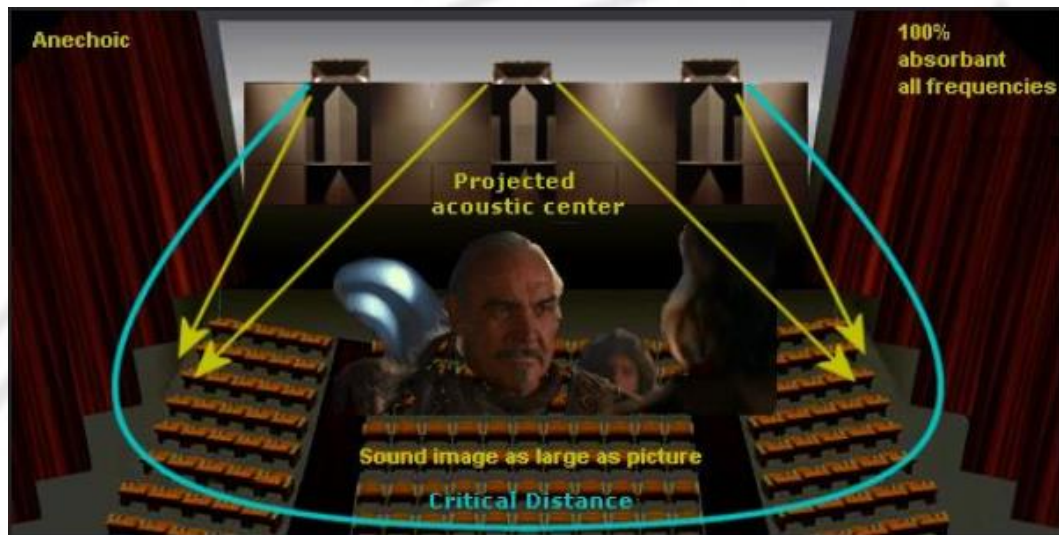 Anechoic
100%
absorbant
all frequencies
Projected
acoustic center
Sound image as large as picture
Critical Distance